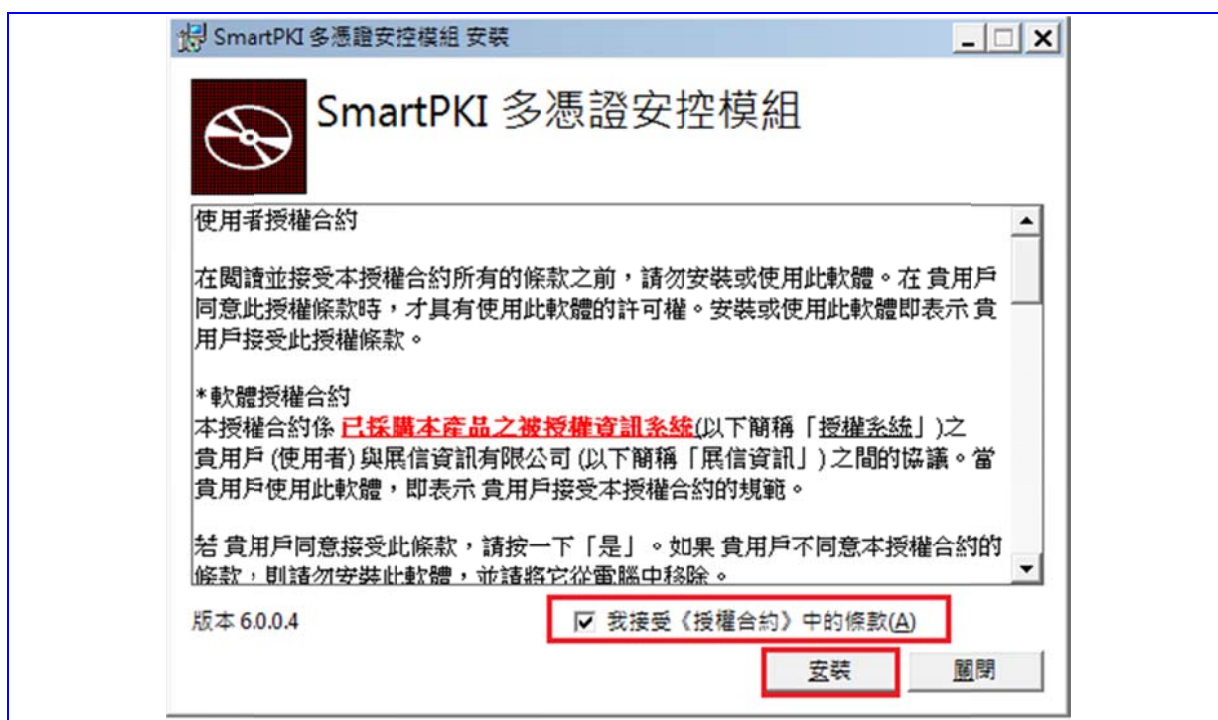 SmartPKI 多憑證安控模組 安裝
SmartPKI 多憑證安控模組
使用者授權合約
在閱讀並接受本授權合約所有的條款之前，請勿安裝或使用此軟體。在 貴用戶
同意此授權條款時，才具有使用此軟體的許可權。安裝或使用此軟體即表示 貴
用戶接受此授權條款。
*軟體授權合約
本授權合約係 已採購本產品之被授權資訊系統(以下簡稱「授權系統」)之
貴用戶 (使用者) 與展信資訊有限公司 (以下簡稱「展信資訊」) 之間的協議。當
貴用戶使用此軟體，即表示 貴用戶接受本授權合約的規範。
若 貴用戶同意接受此條款，請按一下「是」。如果 貴用戶不同意本授權合約的
條款，則請勿安裝此軟體，並請將它從電腦中移除。
版本 6.0.0.4
我接受《授權合約》中的條款(A)
安裝
關閉